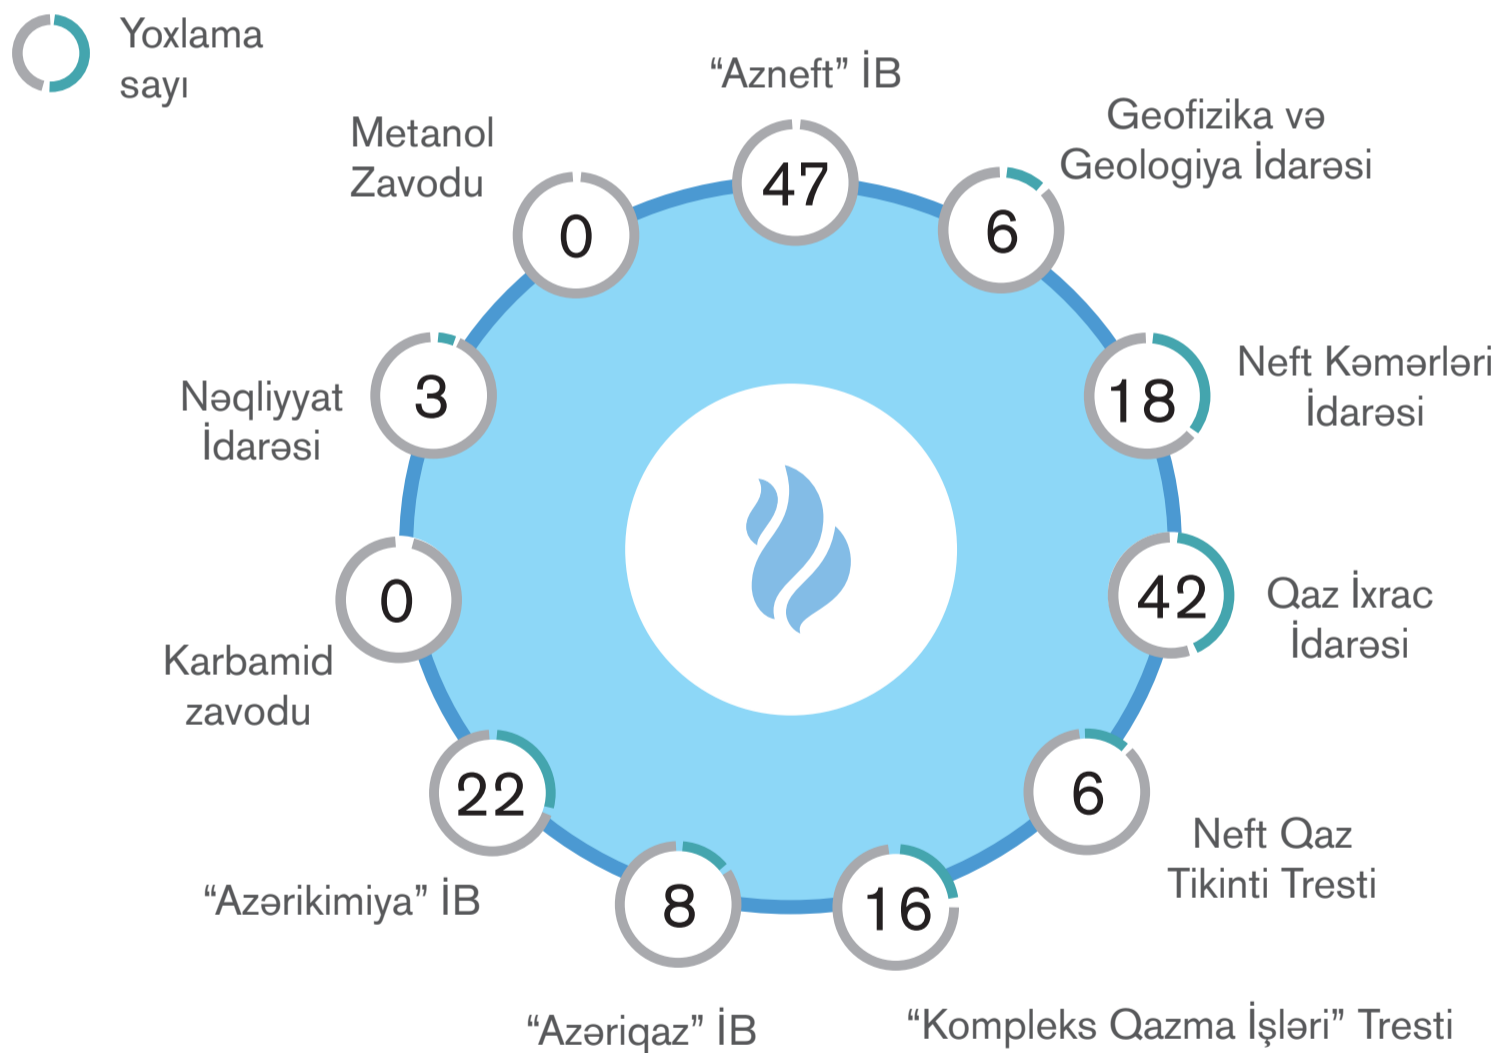 Yoxlama
sayı
“Azneft” İB
47
Geofizika və
Geologiya İdarəsi
6
Neft Kəmərləri
İdarəsi
18
Qaz İxrac
İdarəsi
42
Neft Qaz
Tikinti Tresti
6
“Kompleks Qazma İşləri” Tresti
16
“Azəriqaz” İB
8
“Azərikimiya” İB
22
Karbamid
zavodu
0
Nəqliyyat
İdarəsi
3
Metanol
Zavodu
0